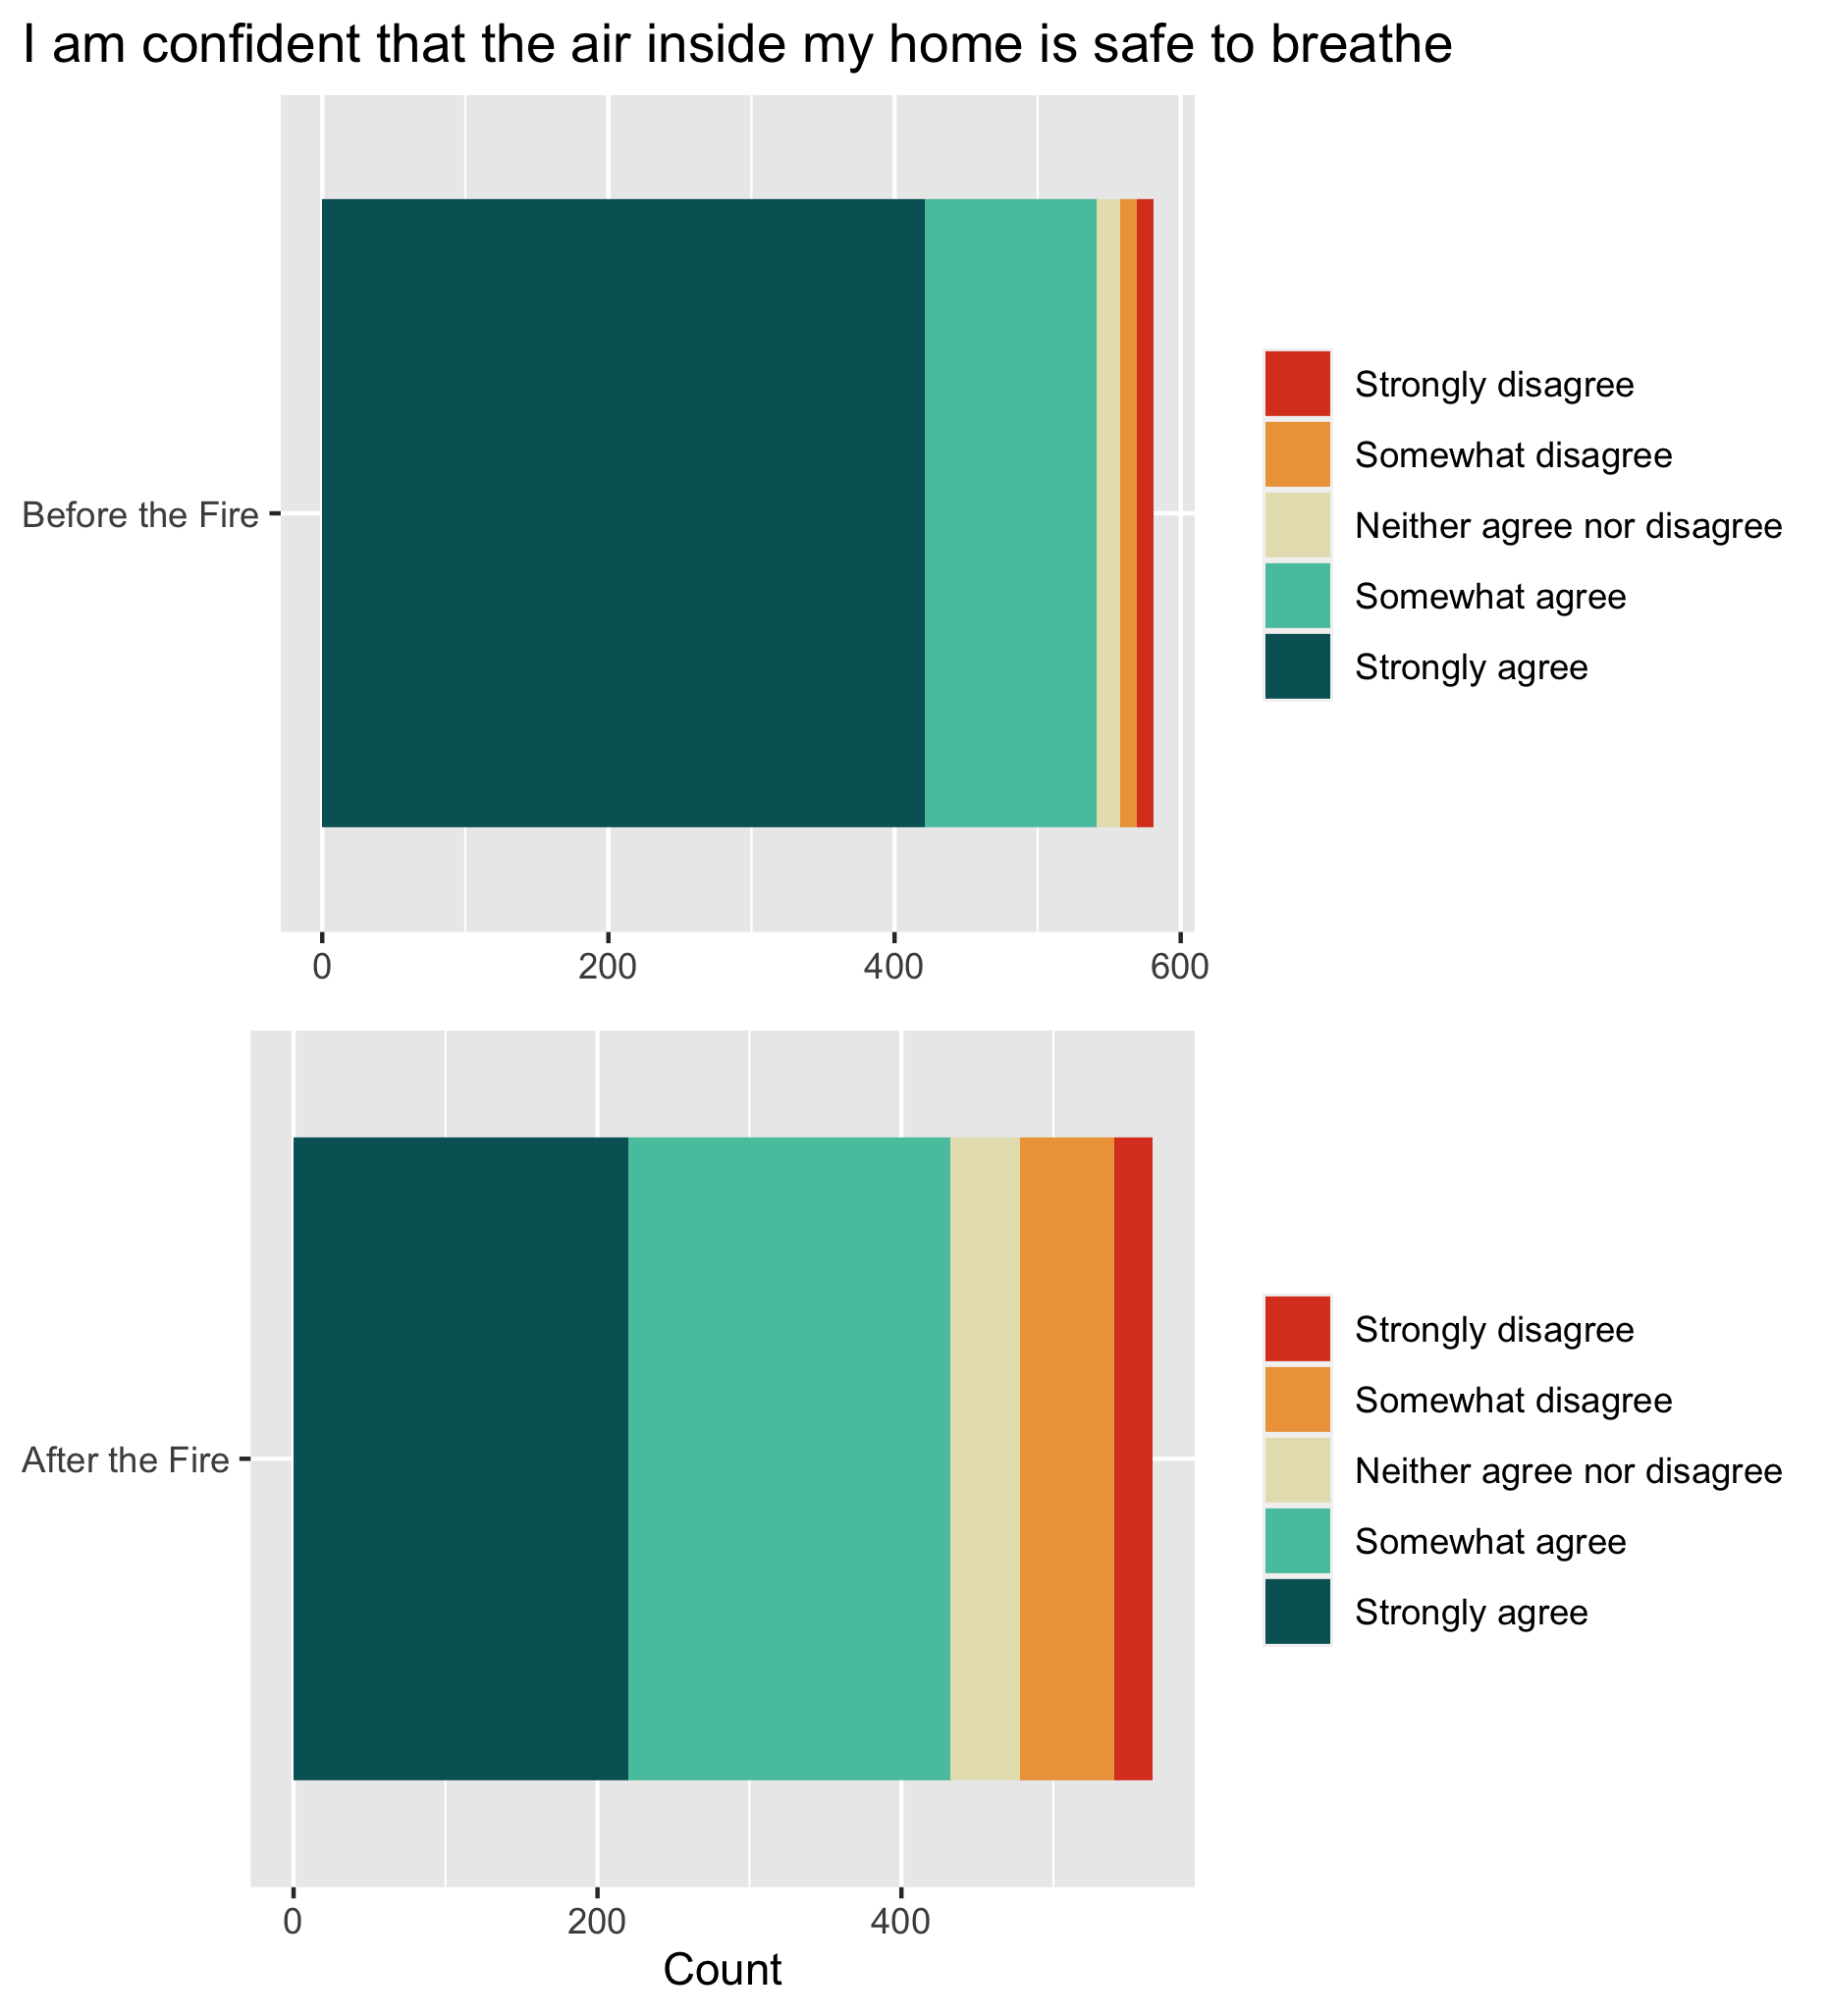 I am confident that the air inside my home is safe to breathe
Before the Fire
0 200 400 600
Strongly disagree
Somewhat disagree
Neither agree nor disagree
Somewhat agree
Strongly agree
After the Fire
0 200 400
Count
Strongly disagree
Somewhat disagree
Neither agree nor disagree
Somewhat agree
Strongly agree